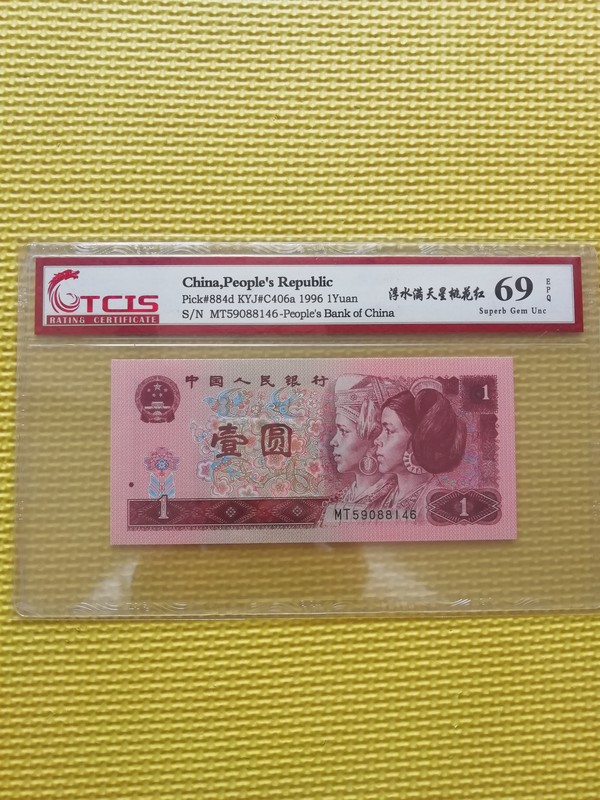 TCIS
RATING CERTIFICATE
China,People's Republic
Pick#884d KYJ#C406a 1996 1Yuan
S/N MT59088146-People's Bank of China
浮水满天星桃花红
69
EPQ
Superb Gem Unc
中国人民银行
1
壹圆
1
MT59088146
1